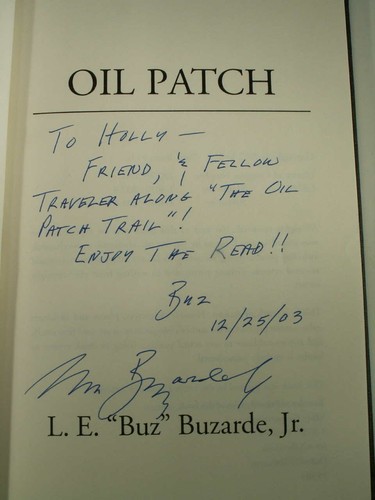 OIL PATCH
To Holly —
Friend, & Fellow
Traveler along "The Oil
Patch Trail"!
Enjoy The Read!!
Buz
12/25/03
Buzarde
L. E. "Buz" Buzarde, Jr.